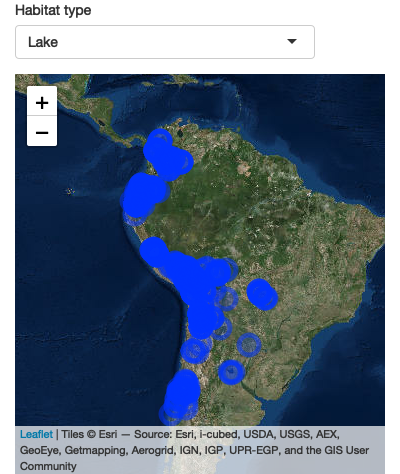 Habitat type
Lake
+
−
Leaflet | Tiles © Esri — Source: Esri, i-cubed, USDA, USGS, AEX,
GeoEye, Getmapping, Aerogrid, IGN, IGP, UPR-EGP, and the GIS User
Community